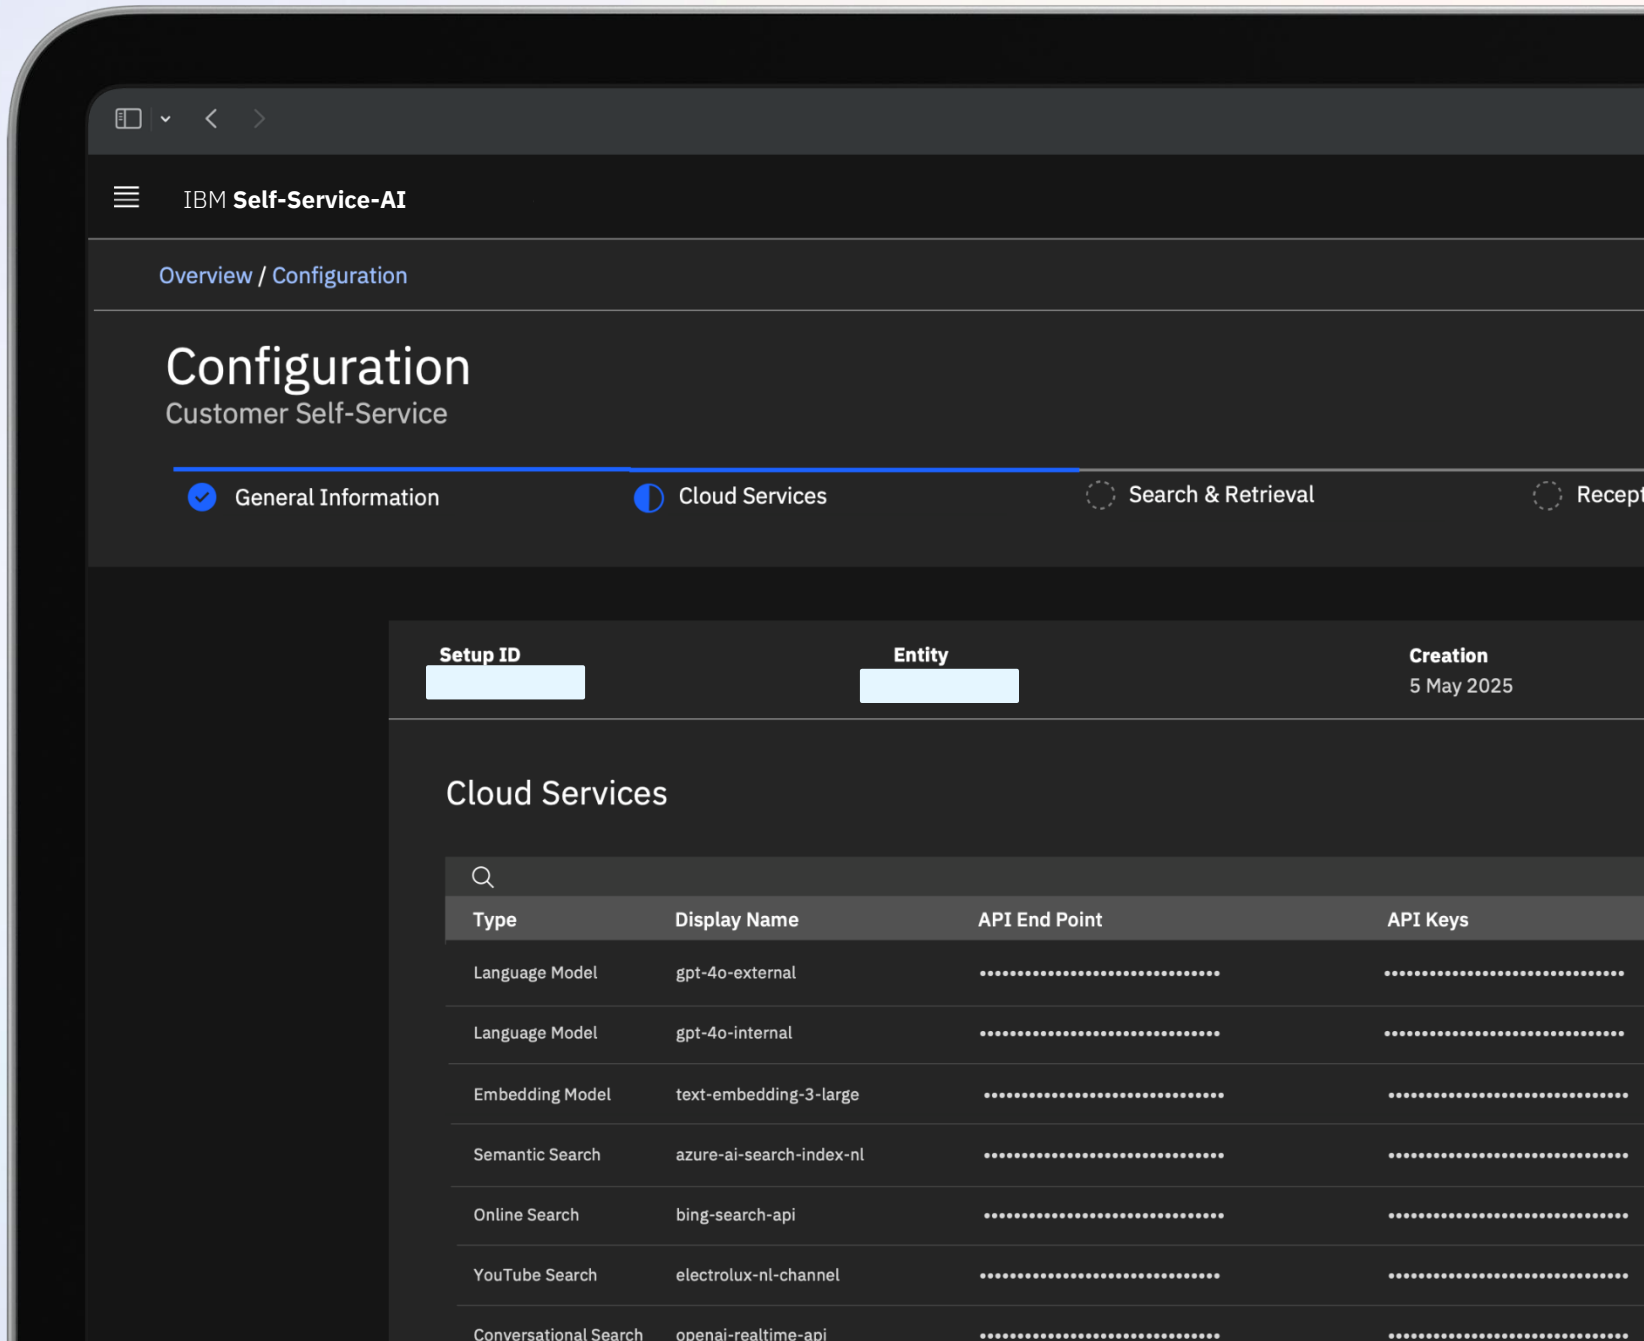 IBM Self-Service-AI
Overview / Configuration
Configuration
Customer Self-Service
General Information Cloud Services Search & Retrieval Recept
Setup ID Entity Creation
5 May 2025
Cloud Services
Type Display Name API End Point API Keys
Language Model gpt-4o-external •••••••••••••••••••••••••••••••• ••••••••••••••••••••••••••••••••
Language Model gpt-4o-internal •••••••••••••••••••••••••••••••• ••••••••••••••••••••••••••••••••
Embedding Model text-embedding-3-large •••••••••••••••••••••••••••••••• ••••••••••••••••••••••••••••••••
Semantic Search azure-ai-search-index-nl •••••••••••••••••••••••••••••••• ••••••••••••••••••••••••••••••••
Online Search bing-search-api •••••••••••••••••••••••••••••••• ••••••••••••••••••••••••••••••••
YouTube Search electrolux-nl-channel •••••••••••••••••••••••••••••••• ••••••••••••••••••••••••••••••••
Conversational Search openai-realtime-api •••••••••••••••••••••••••••••••• ••••••••••••••••••••••••••••••••